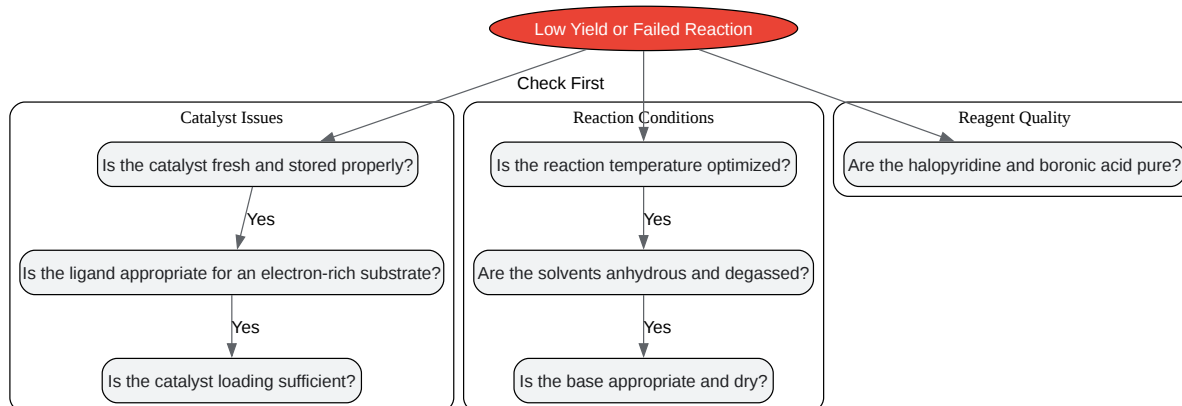 Low Yield or Failed Reaction
Check First
Catalyst Issues
Reaction Conditions
Reagent Quality
Is the catalyst fresh and stored properly?
Is the reaction temperature optimized?
Are the halopyridine and boronic acid pure?
Yes
Yes
Is the ligand appropriate for an electron-rich substrate?
Are the solvents anhydrous and degassed?
Yes
Yes
Is the catalyst loading sufficient?
Is the base appropriate and dry?